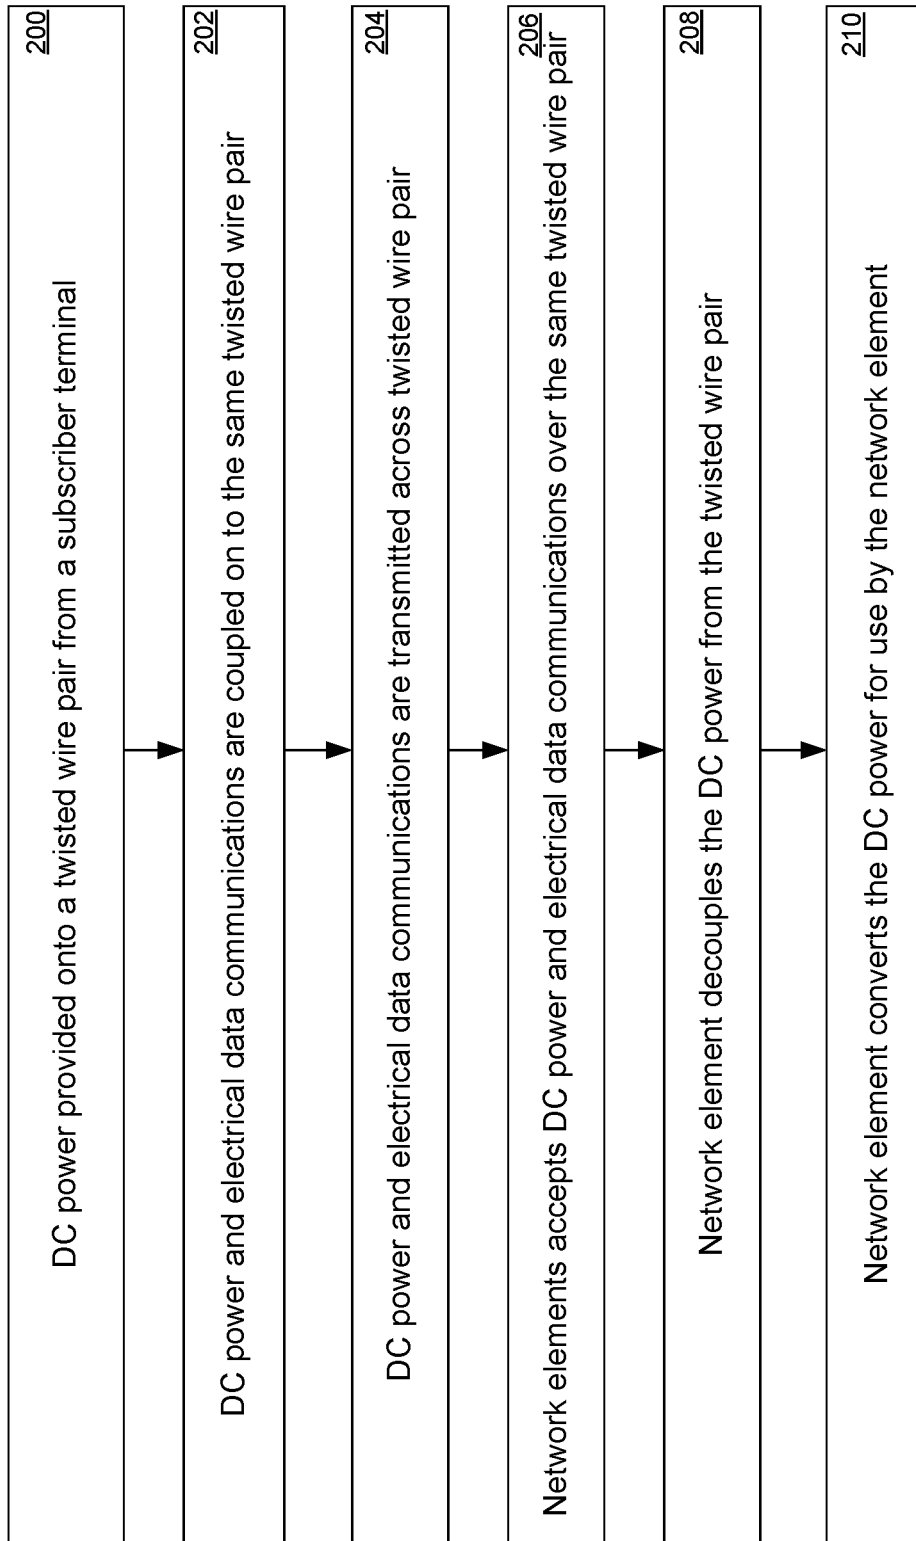 200
DC power provided onto a twisted wire pair from a subscriber terminal
202
DC power and electrical data communications are coupled on to the same twisted wire pair
204
DC power and electrical data communications are transmitted across twisted wire pair
206
Network elements accepts DC power and electrical data communications over the same twisted wire pair
208
Network element decouples the DC power from the twisted wire pair
210
Network element converts the DC power for use by the network element